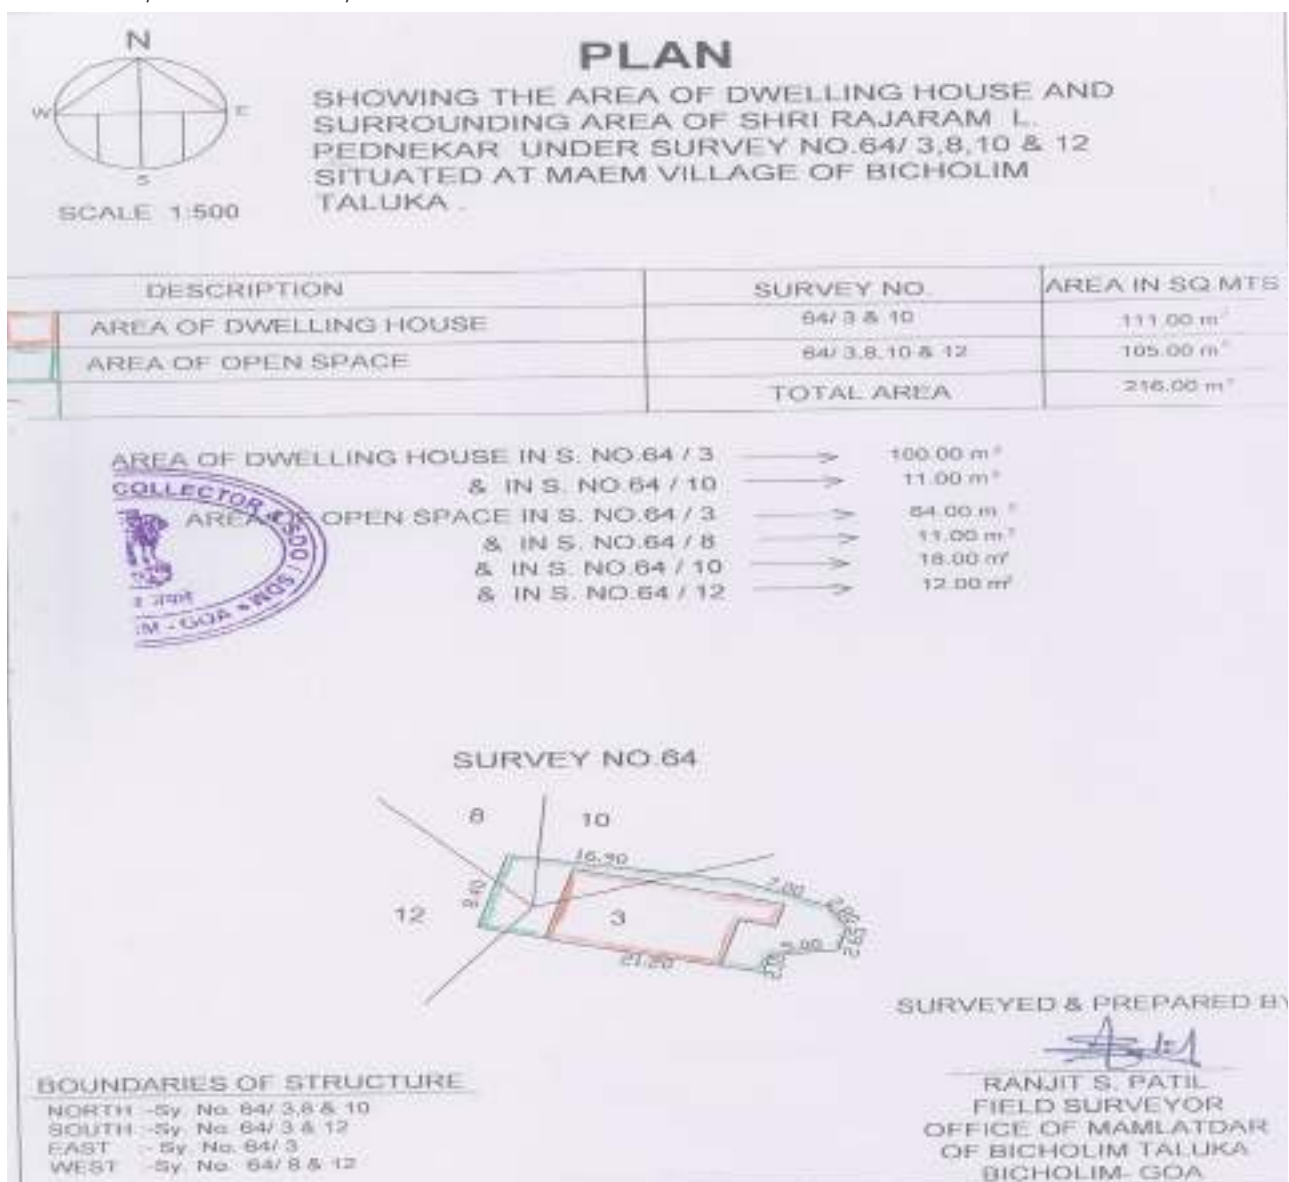 N
W E
S
SCALE 1:500
PLAN
SHOWING THE AREA OF DWELLING HOUSE AND
SURROUNDING AREA OF SHRI RAJARAM L.
PEDNEKAR UNDER SURVEY NO.64/ 3,8,10 & 12
SITUATED AT MAEM VILLAGE OF BICHOLIM
TALUKA .
DESCRIPTION SURVEY NO. AREA IN SQ MTS
AREA OF DWELLING HOUSE 64/ 3 & 10 111.00 m²
AREA OF OPEN SPACE 64/ 3,8,10 & 12 105.00 m²
TOTAL AREA 216.00 m²
AREA OF DWELLING HOUSE IN S. NO.64 / 3 100.00 m²
& IN S. NO.64 / 10 11.00 m²
AREA OF OPEN SPACE IN S. NO.64 / 3 64.00 m²
& IN S. NO.64 / 8 11.00 m²
& IN S. NO.64 / 10 18.00 m²
& IN S. NO.64 / 12 12.00 m²
COLLECTOR & SDO / SDM
M - GOA
SURVEY NO.64
8
10
16.90
7.00
9.40
12
3
21.20
5.00
SURVEYED & PREPARED BY
RANJIT S. PATIL
FIELD SURVEYOR
OFFICE OF MAMLATDAR
OF BICHOLIM TALUKA
BICHOLIM- GOA
BOUNDARIES OF STRUCTURE
NORTH :-Sy. No. 64/ 3,8 & 10
SOUTH :-Sy. No. 64/ 3 & 12
EAST :- Sy. No. 64/ 3
WEST :-Sy. No. 64/ 8 & 12